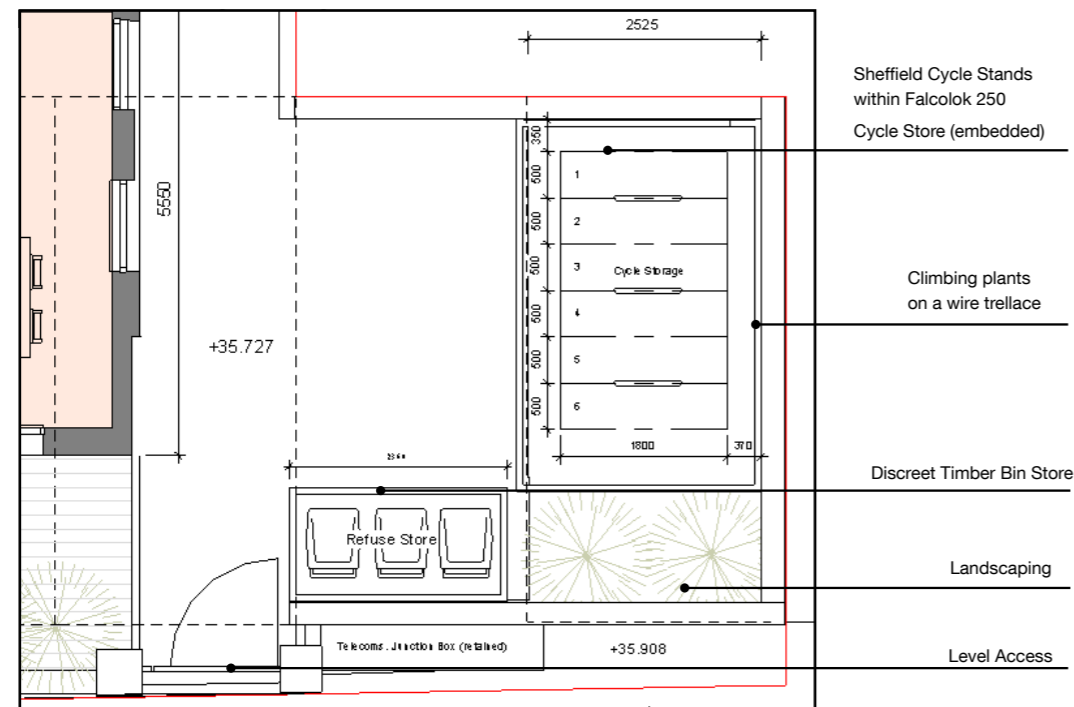 2525
Sheffield Cycle Stands
within Falcolok 250
Cycle Store (embedded)
350
500
1
500
2
5550
500
3
Cycle Storage
Climbing plants
on a wire trellace
500
4
+35.727
500
5
500
6
1800
370
Discreet Timber Bin Store
Refuse Store
Landscaping
Telecoms. Junction Box (retained)
+35.908
Level Access